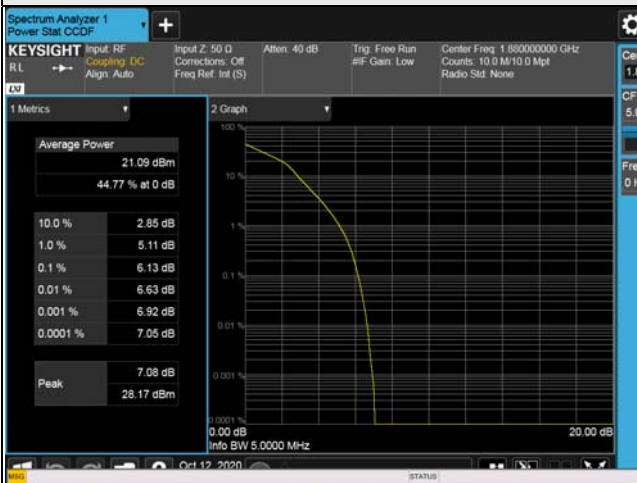 Spectrum Analyzer 1
Power Stat CCDF
KEYSIGHT
RL
LXI
Input: RF
Coupling: DC
Align: Auto
Input Z: 50 Ω
Corrections: Off
Freq Ref: Int (S)
Atten: 40 dB
Trig: Free Run
#IF Gain: Low
Center Freq: 1.880000000 GHz
Counts: 10.0 M/10.0 Mpt
Radio Std: None
1 Metrics
Average Power
21.09 dBm
44.77 % at 0 dB
10.0 % 2.85 dB
1.0 % 5.11 dB
0.1 % 6.13 dB
0.01 % 6.63 dB
0.001 % 6.92 dB
0.0001 % 7.05 dB
Peak
7.08 dB
28.17 dBm
2 Graph
100 %
10 %
1 %
0.1 %
0.01 %
0.001 %
0.0001 %
0.00 dB 20.00 dB
Info BW 5.0000 MHz
Oct 12, 2020
MSG
STATUS